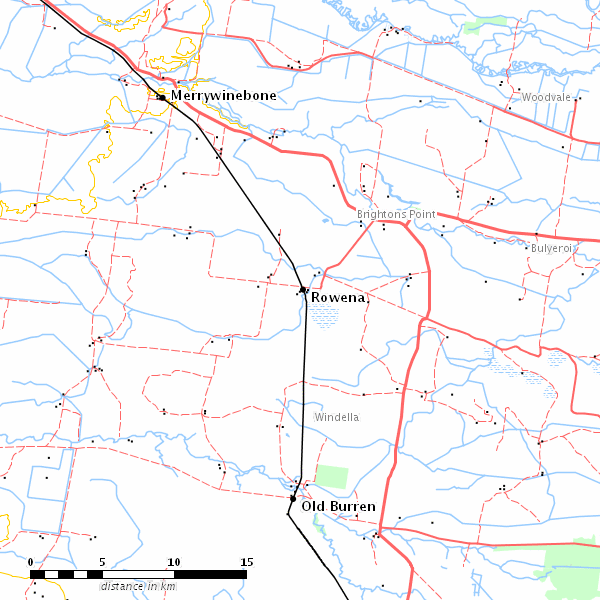 Merrywinebone
Woodvale
Brightons Point
Bulyeroi
Rowena
Windella
Old Burren
0 5 10 15
distance in km